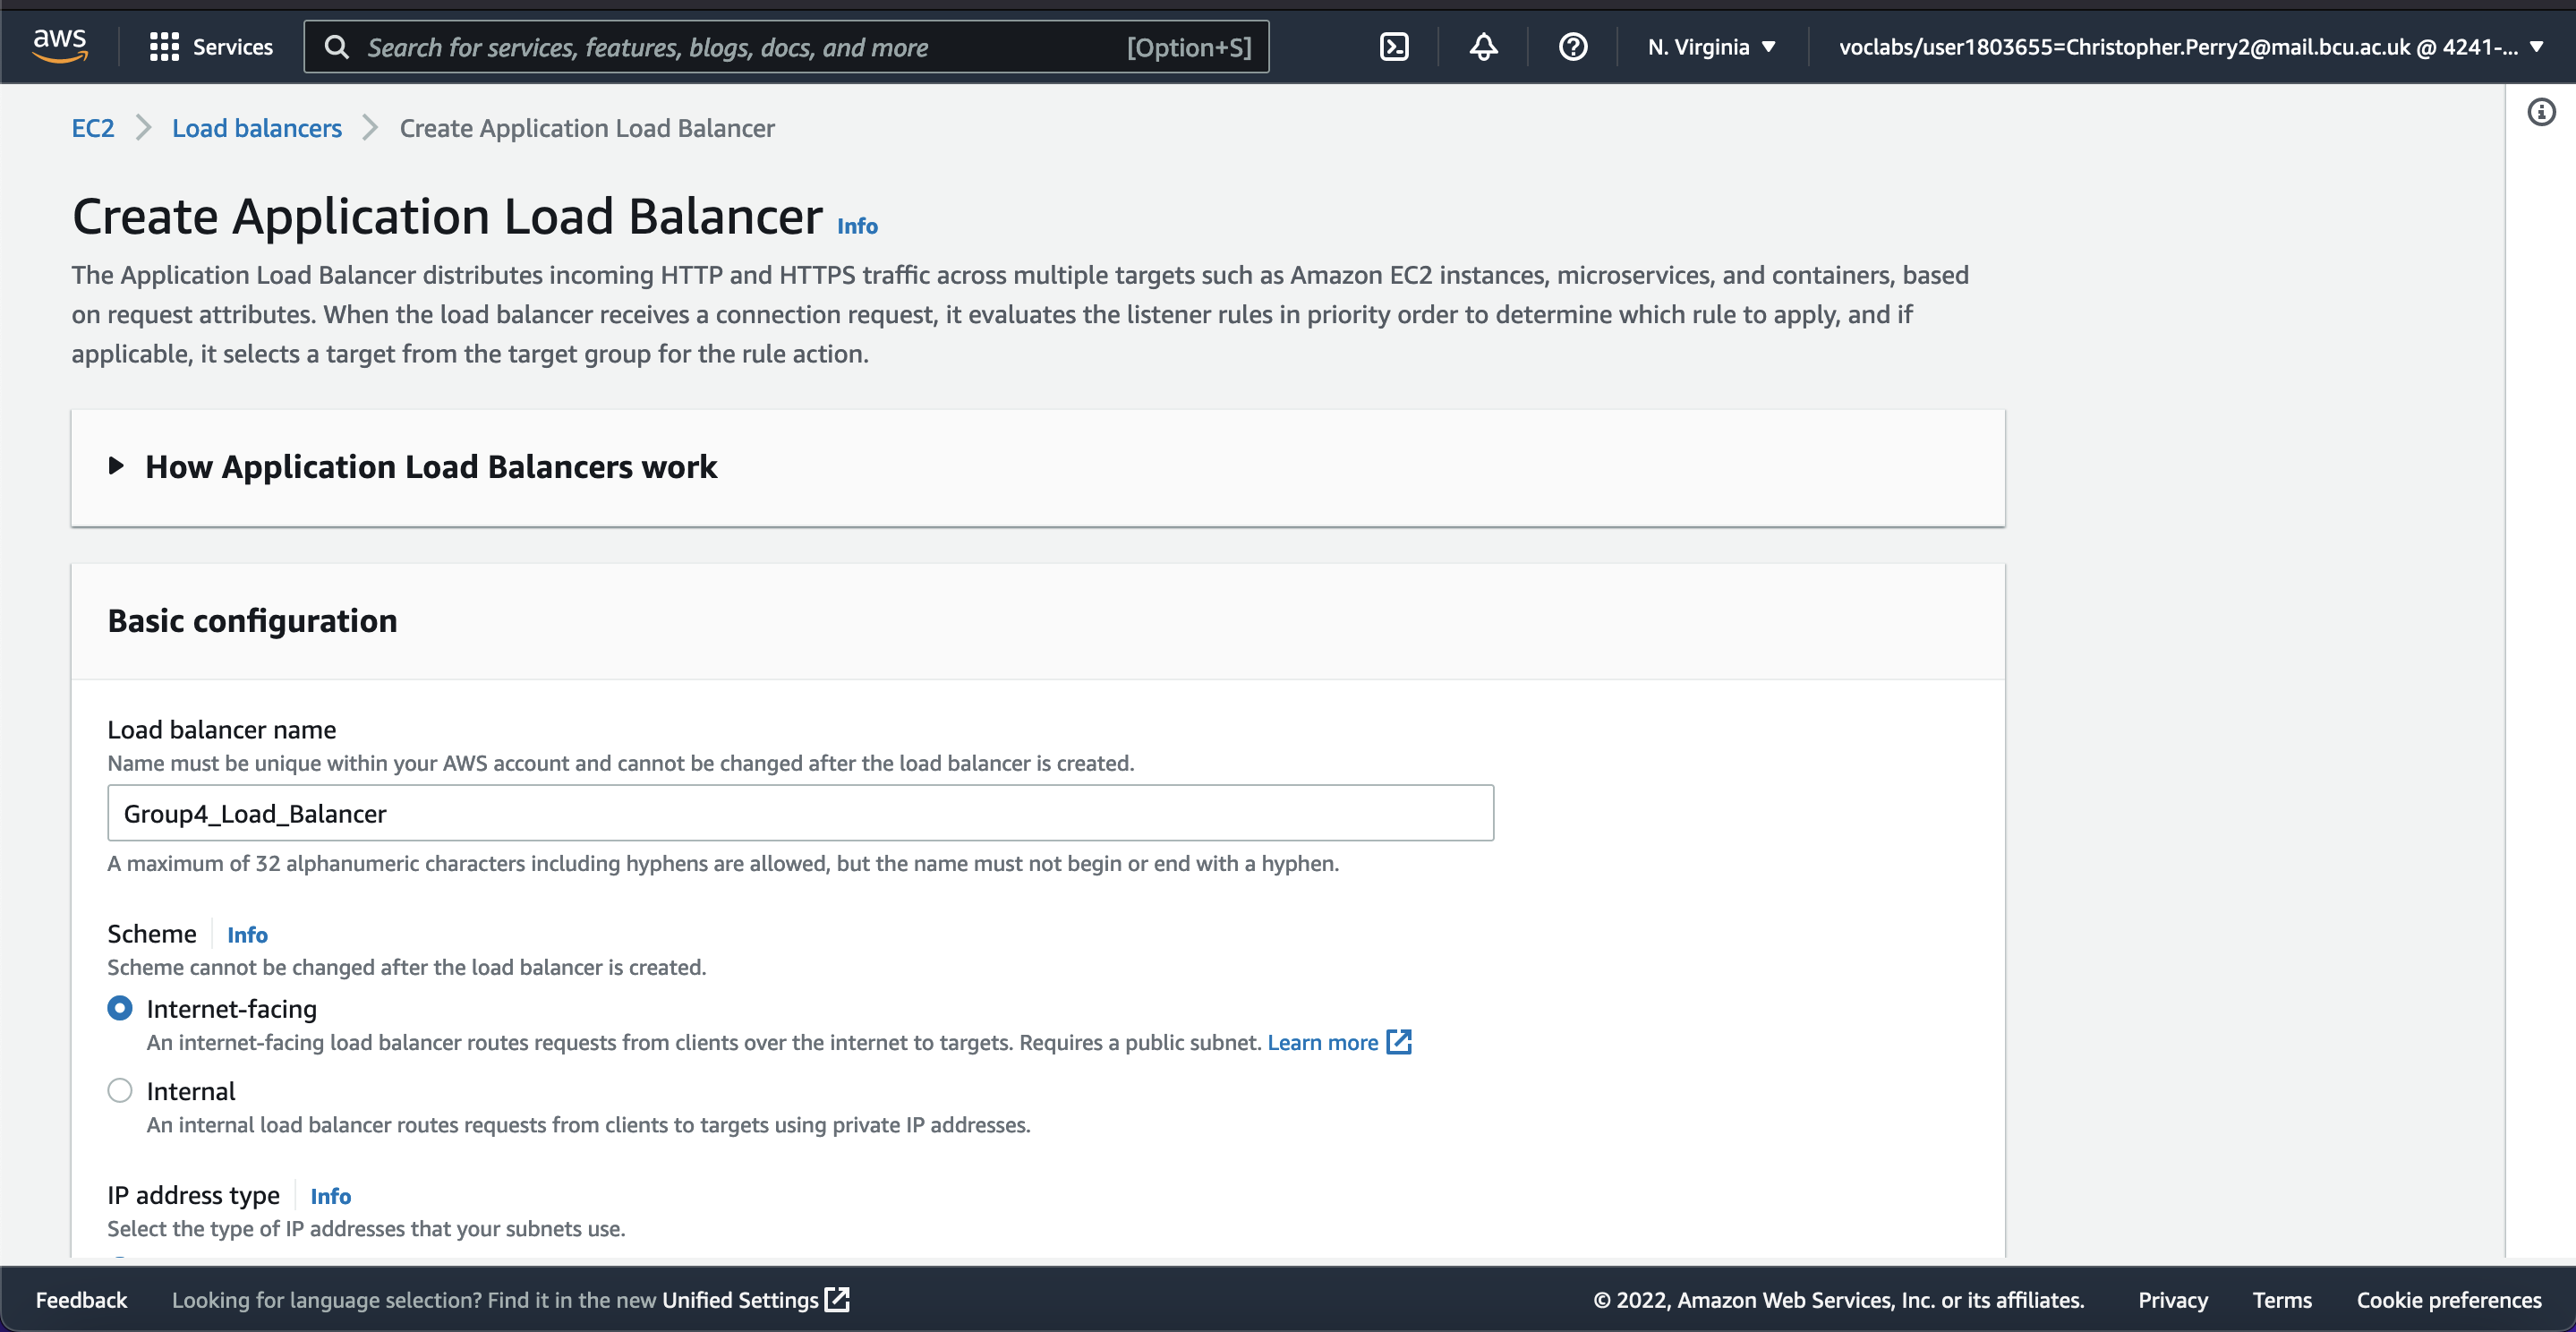 aws
Services
Search for services, features, blogs, docs, and more
[Option+S]
N. Virginia
voclabs/user1803655=Christopher.Perry2@mail.bcu.ac.uk @ 4241-...
EC2
Load balancers
Create Application Load Balancer
Create Application Load Balancer Info
The Application Load Balancer distributes incoming HTTP and HTTPS traffic across multiple targets such as Amazon EC2 instances, microservices, and containers, based
on request attributes. When the load balancer receives a connection request, it evaluates the listener rules in priority order to determine which rule to apply, and if
applicable, it selects a target from the target group for the rule action.
How Application Load Balancers work
Basic configuration
Load balancer name
Name must be unique within your AWS account and cannot be changed after the load balancer is created.
Group4_Load_Balancer
A maximum of 32 alphanumeric characters including hyphens are allowed, but the name must not begin or end with a hyphen.
Scheme Info
Scheme cannot be changed after the load balancer is created.
Internet-facing
An internet-facing load balancer routes requests from clients over the internet to targets. Requires a public subnet. Learn more
Internal
An internal load balancer routes requests from clients to targets using private IP addresses.
IP address type Info
Select the type of IP addresses that your subnets use.
Feedback
Looking for language selection? Find it in the new Unified Settings
© 2022, Amazon Web Services, Inc. or its affiliates.
Privacy
Terms
Cookie preferences